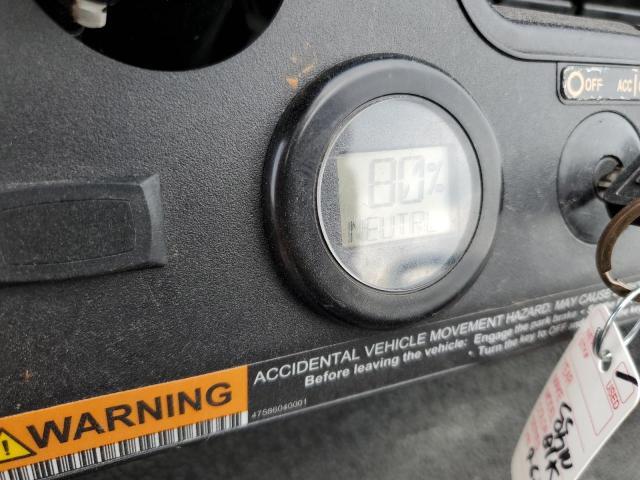 OFF ACC
80%
NEUTRL
ACCIDENTAL VEHICLE MOVEMENT HAZARD: MAY CAUSE
Before leaving the vehicle: Engage the park brake •
• Turn the key to OFF
WARNING
47586040001
USED